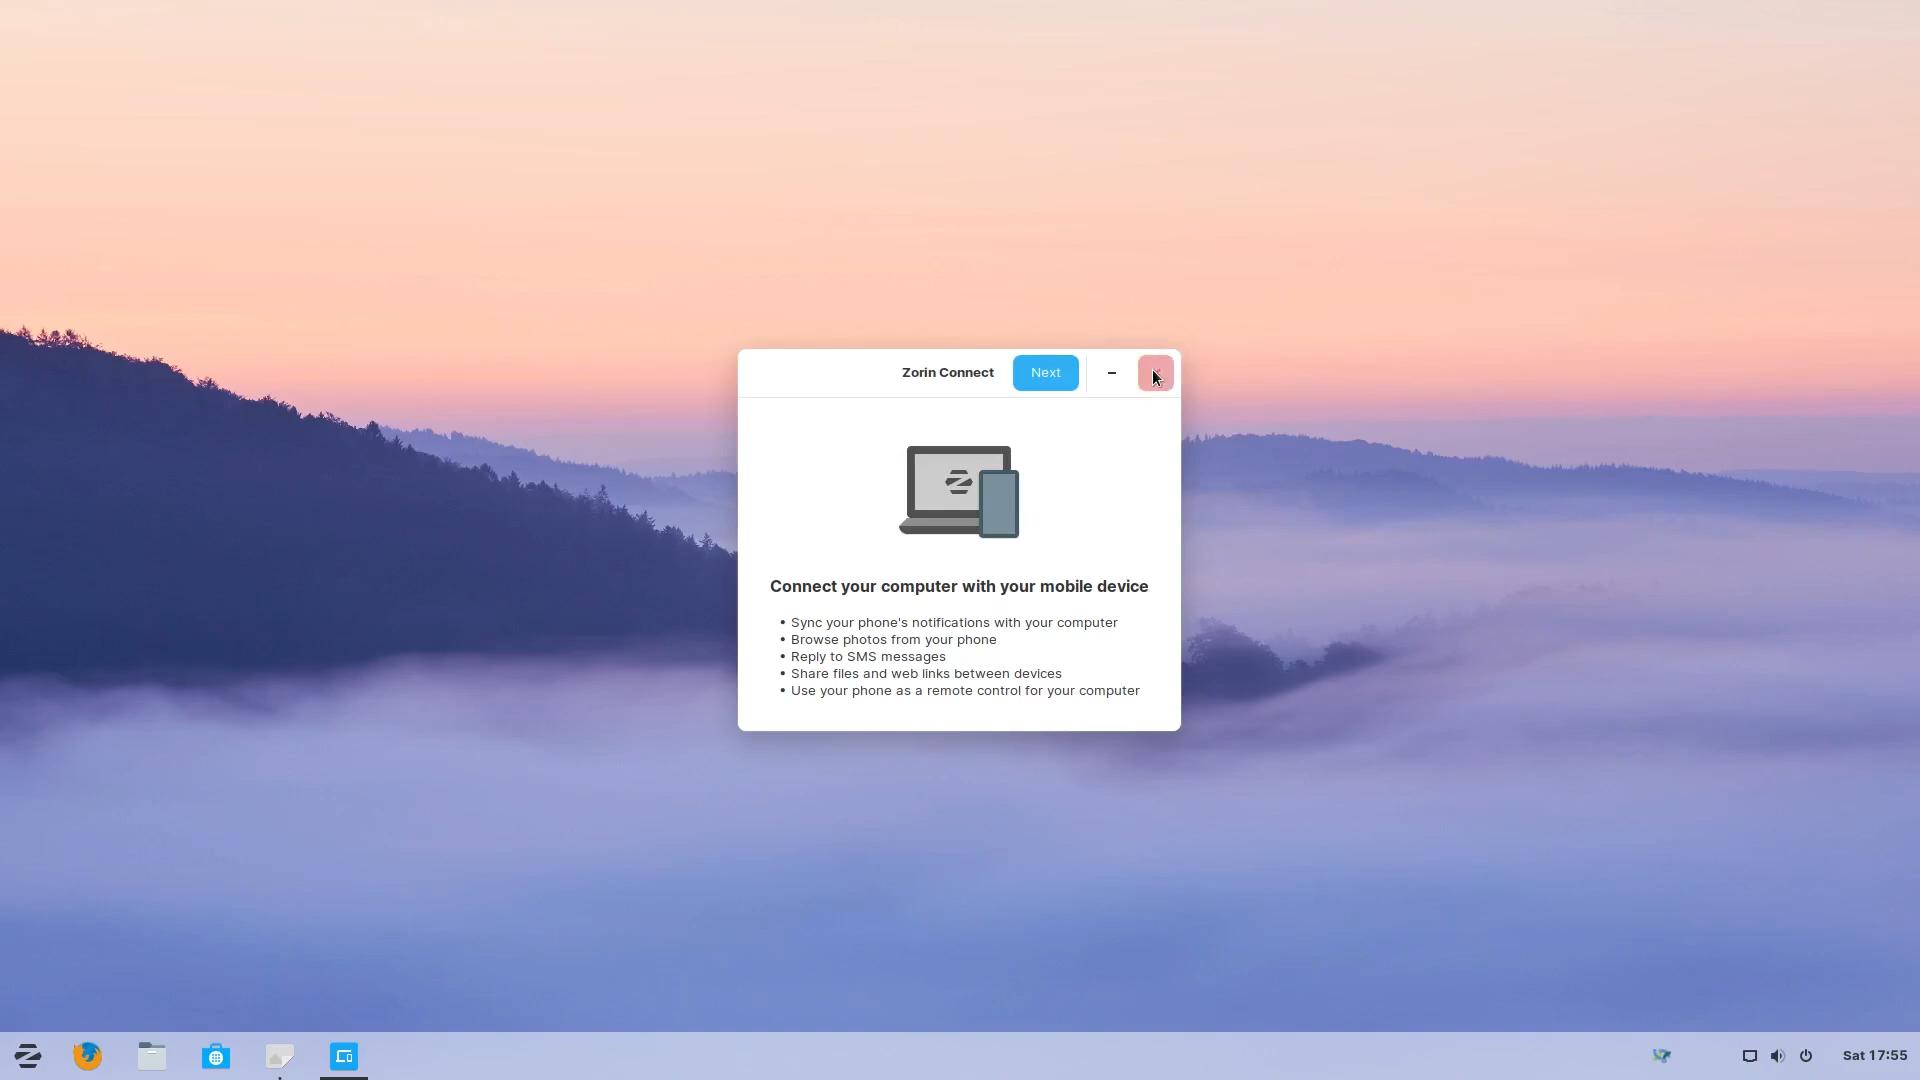 Zorin Connect
Next
Connect your computer with your mobile device
• Sync your phone's notifications with your computer
• Browse photos from your phone
• Reply to SMS messages
• Share files and web links between devices
• Use your phone as a remote control for your computer
Sat 17:55